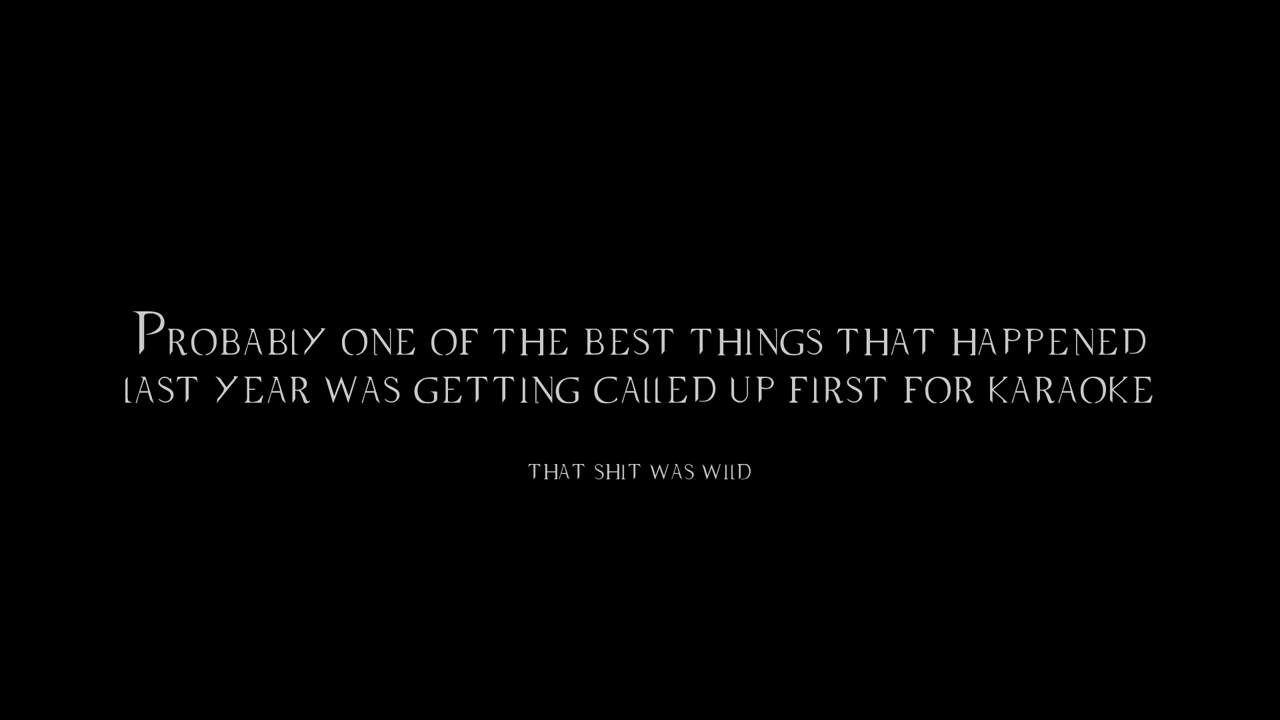 Probably one of the best things that happened
last year was getting called up first for karaoke
that shit was wild